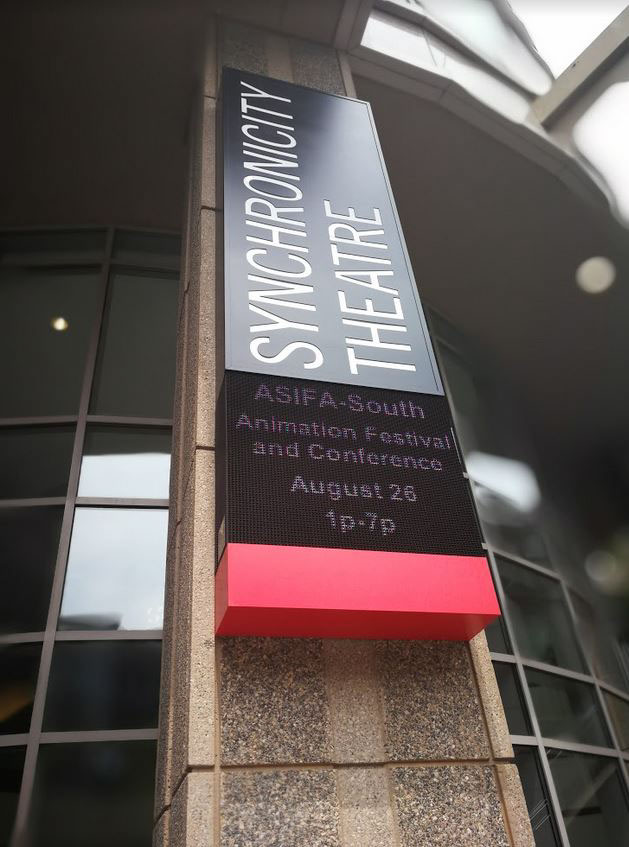 SYNCHRONICITY
THEATRE
ASIFA-South
Animation Festival
and Conference
August 26
1p-7p